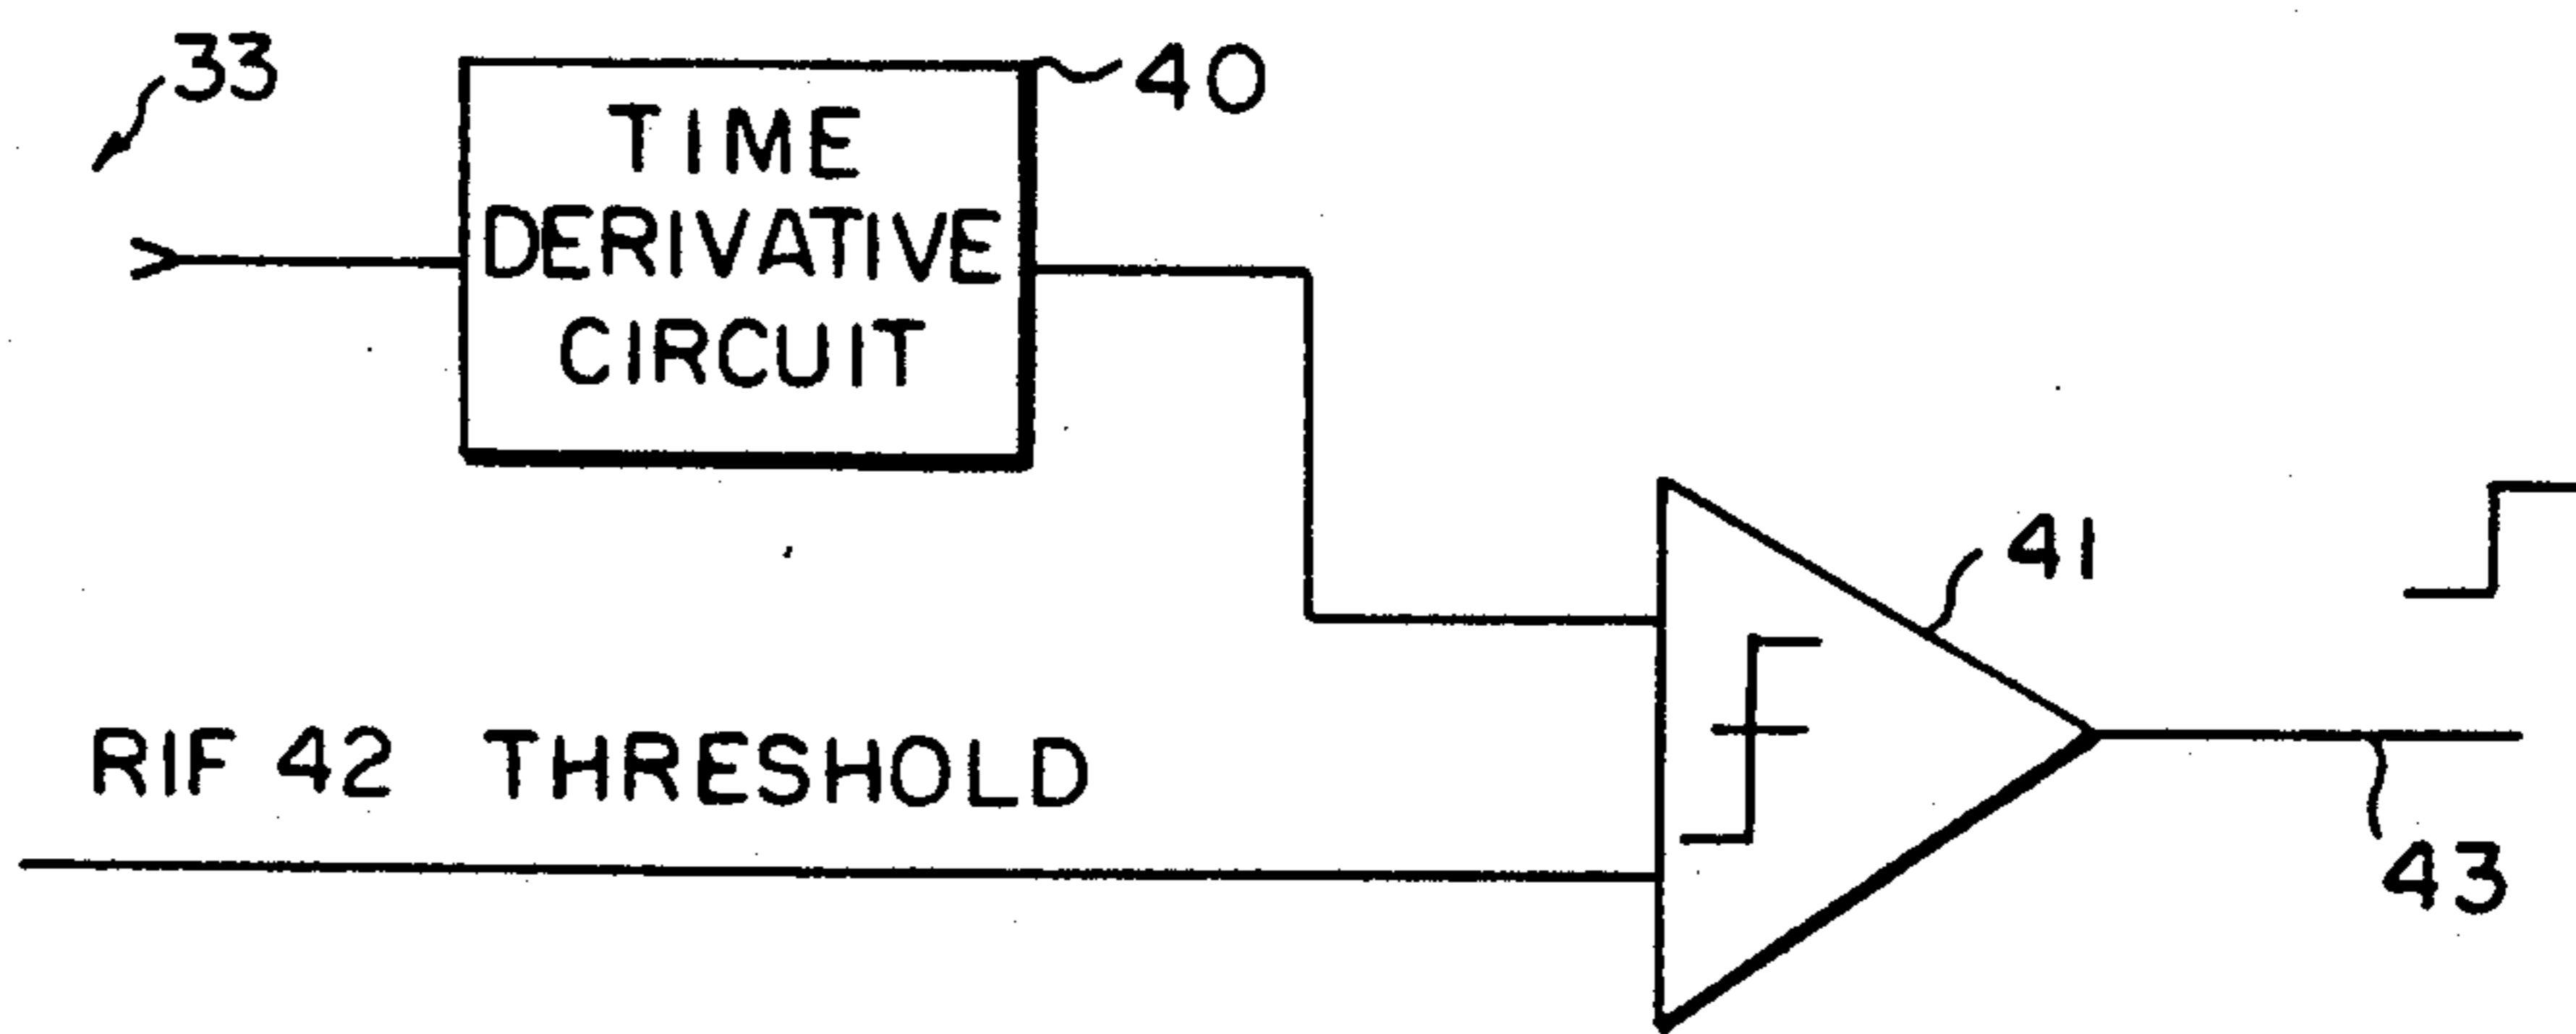 33
40
TIME
DERIVATIVE
CIRCUIT
41
RIF 42 THRESHOLD
43